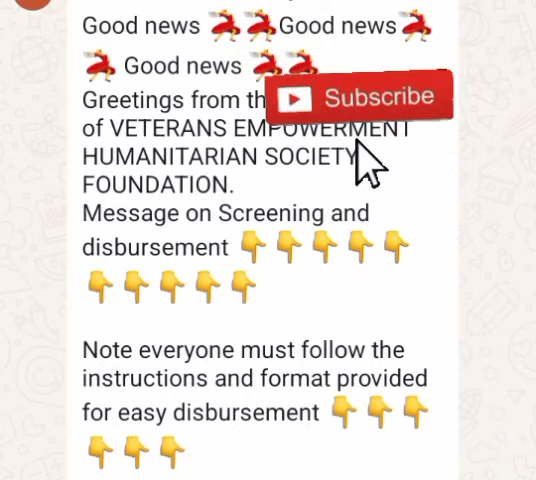 Good news 💃💃Good news💃
💃 Good news 💃💃
Greetings from th
Subscribe
of VETERANS EMPOWERMENT
HUMANITARIAN SOCIETY
FOUNDATION.
Message on Screening and
disbursement 👇👇👇👇👇
👇👇👇👇👇
Note everyone must follow the
instructions and format provided
for easy disbursement 👇👇👇
👇👇👇